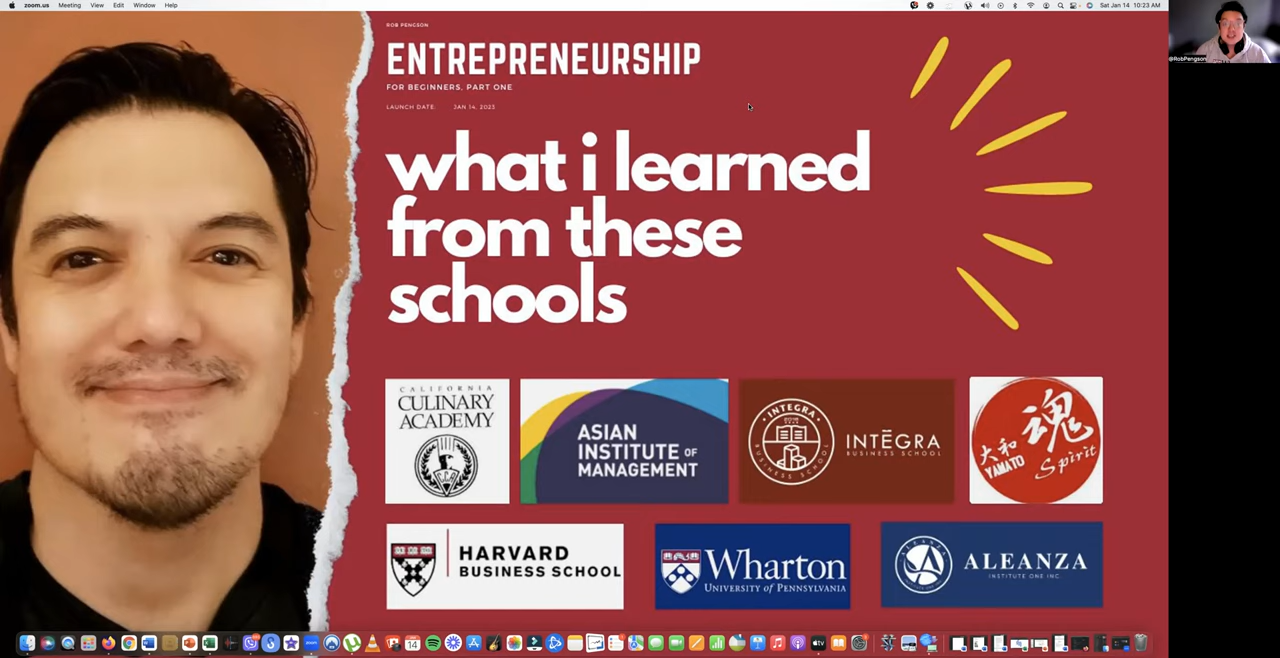 zoom.us Meeting View Edit Window Help
Sat Jan 14 10:23 AM
@RobPengson
ROB PENGSON
ENTREPRENEURSHIP
FOR BEGINNERS, PART ONE
LAUNCH DATE: JAN 14, 2023
what i learned
from these
schools
CALIFORNIA
CULINARY
ACADEMY
CCA
ASIAN
INSTITUTE OF
MANAGEMENT
INTEGRA
BUSINESS SCHOOL
INTĒGRA
BUSINESS SCHOOL
大和
魂
YAMATO
Spirit
HARVARD
BUSINESS SCHOOL
Wharton
UNIVERSITY of PENNSYLVANIA
ALEANZA
INSTITUTE ONE INC.